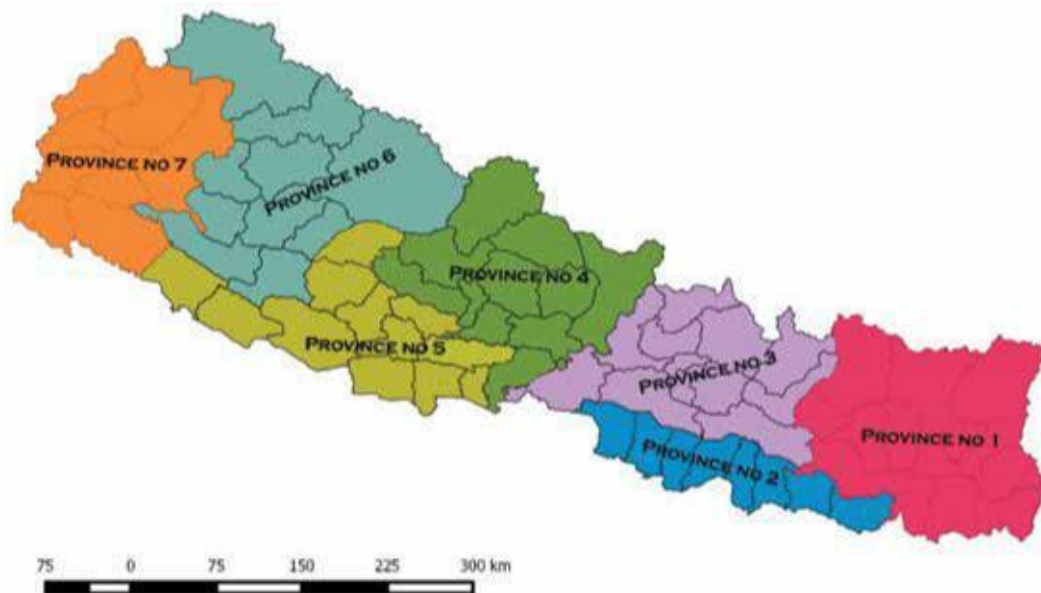 PROVINCE NO 7
PROVINCE NO 6
PROVINCE NO 4
PROVINCE NO 5
PROVINCE NO 3
PROVINCE NO 1
PROVINCE NO 2
75 0 75 150 225 300 km